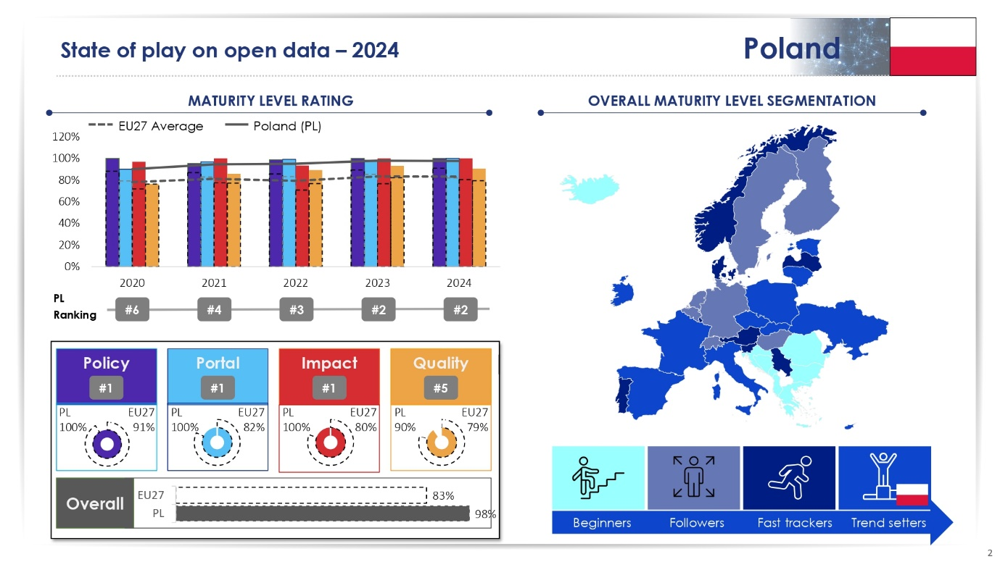 State of play on open data – 2024
Poland
MATURITY LEVEL RATING
EU27 Average
Poland (PL)
120%
100%
80%
60%
40%
20%
0%
2020
2021
2022
2023
2024
PL
Ranking
#6
#4
#3
#2
#2
Policy
#1
PL
EU27
100%
91%
Portal
#1
PL
EU27
100%
82%
Impact
#1
PL
EU27
100%
80%
Quality
#5
PL
EU27
90%
79%
Overall
EU27
83%
PL
98%
OVERALL MATURITY LEVEL SEGMENTATION
Beginners
Followers
Fast trackers
Trend setters
2